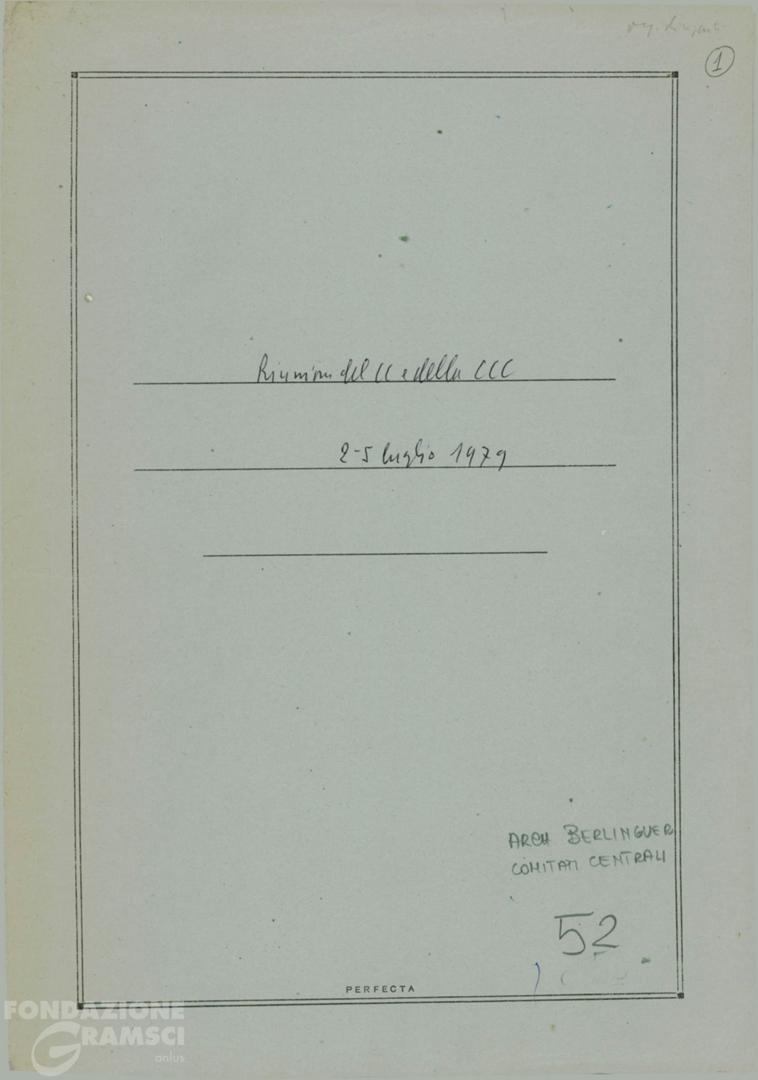 1
Riunione del CC e della CCC
2-5 luglio 1979
ARCH BERLINGUER
COMITATI CENTRALI
52
PERFECTA
FONDAZIONE
GRAMSCI
onlus